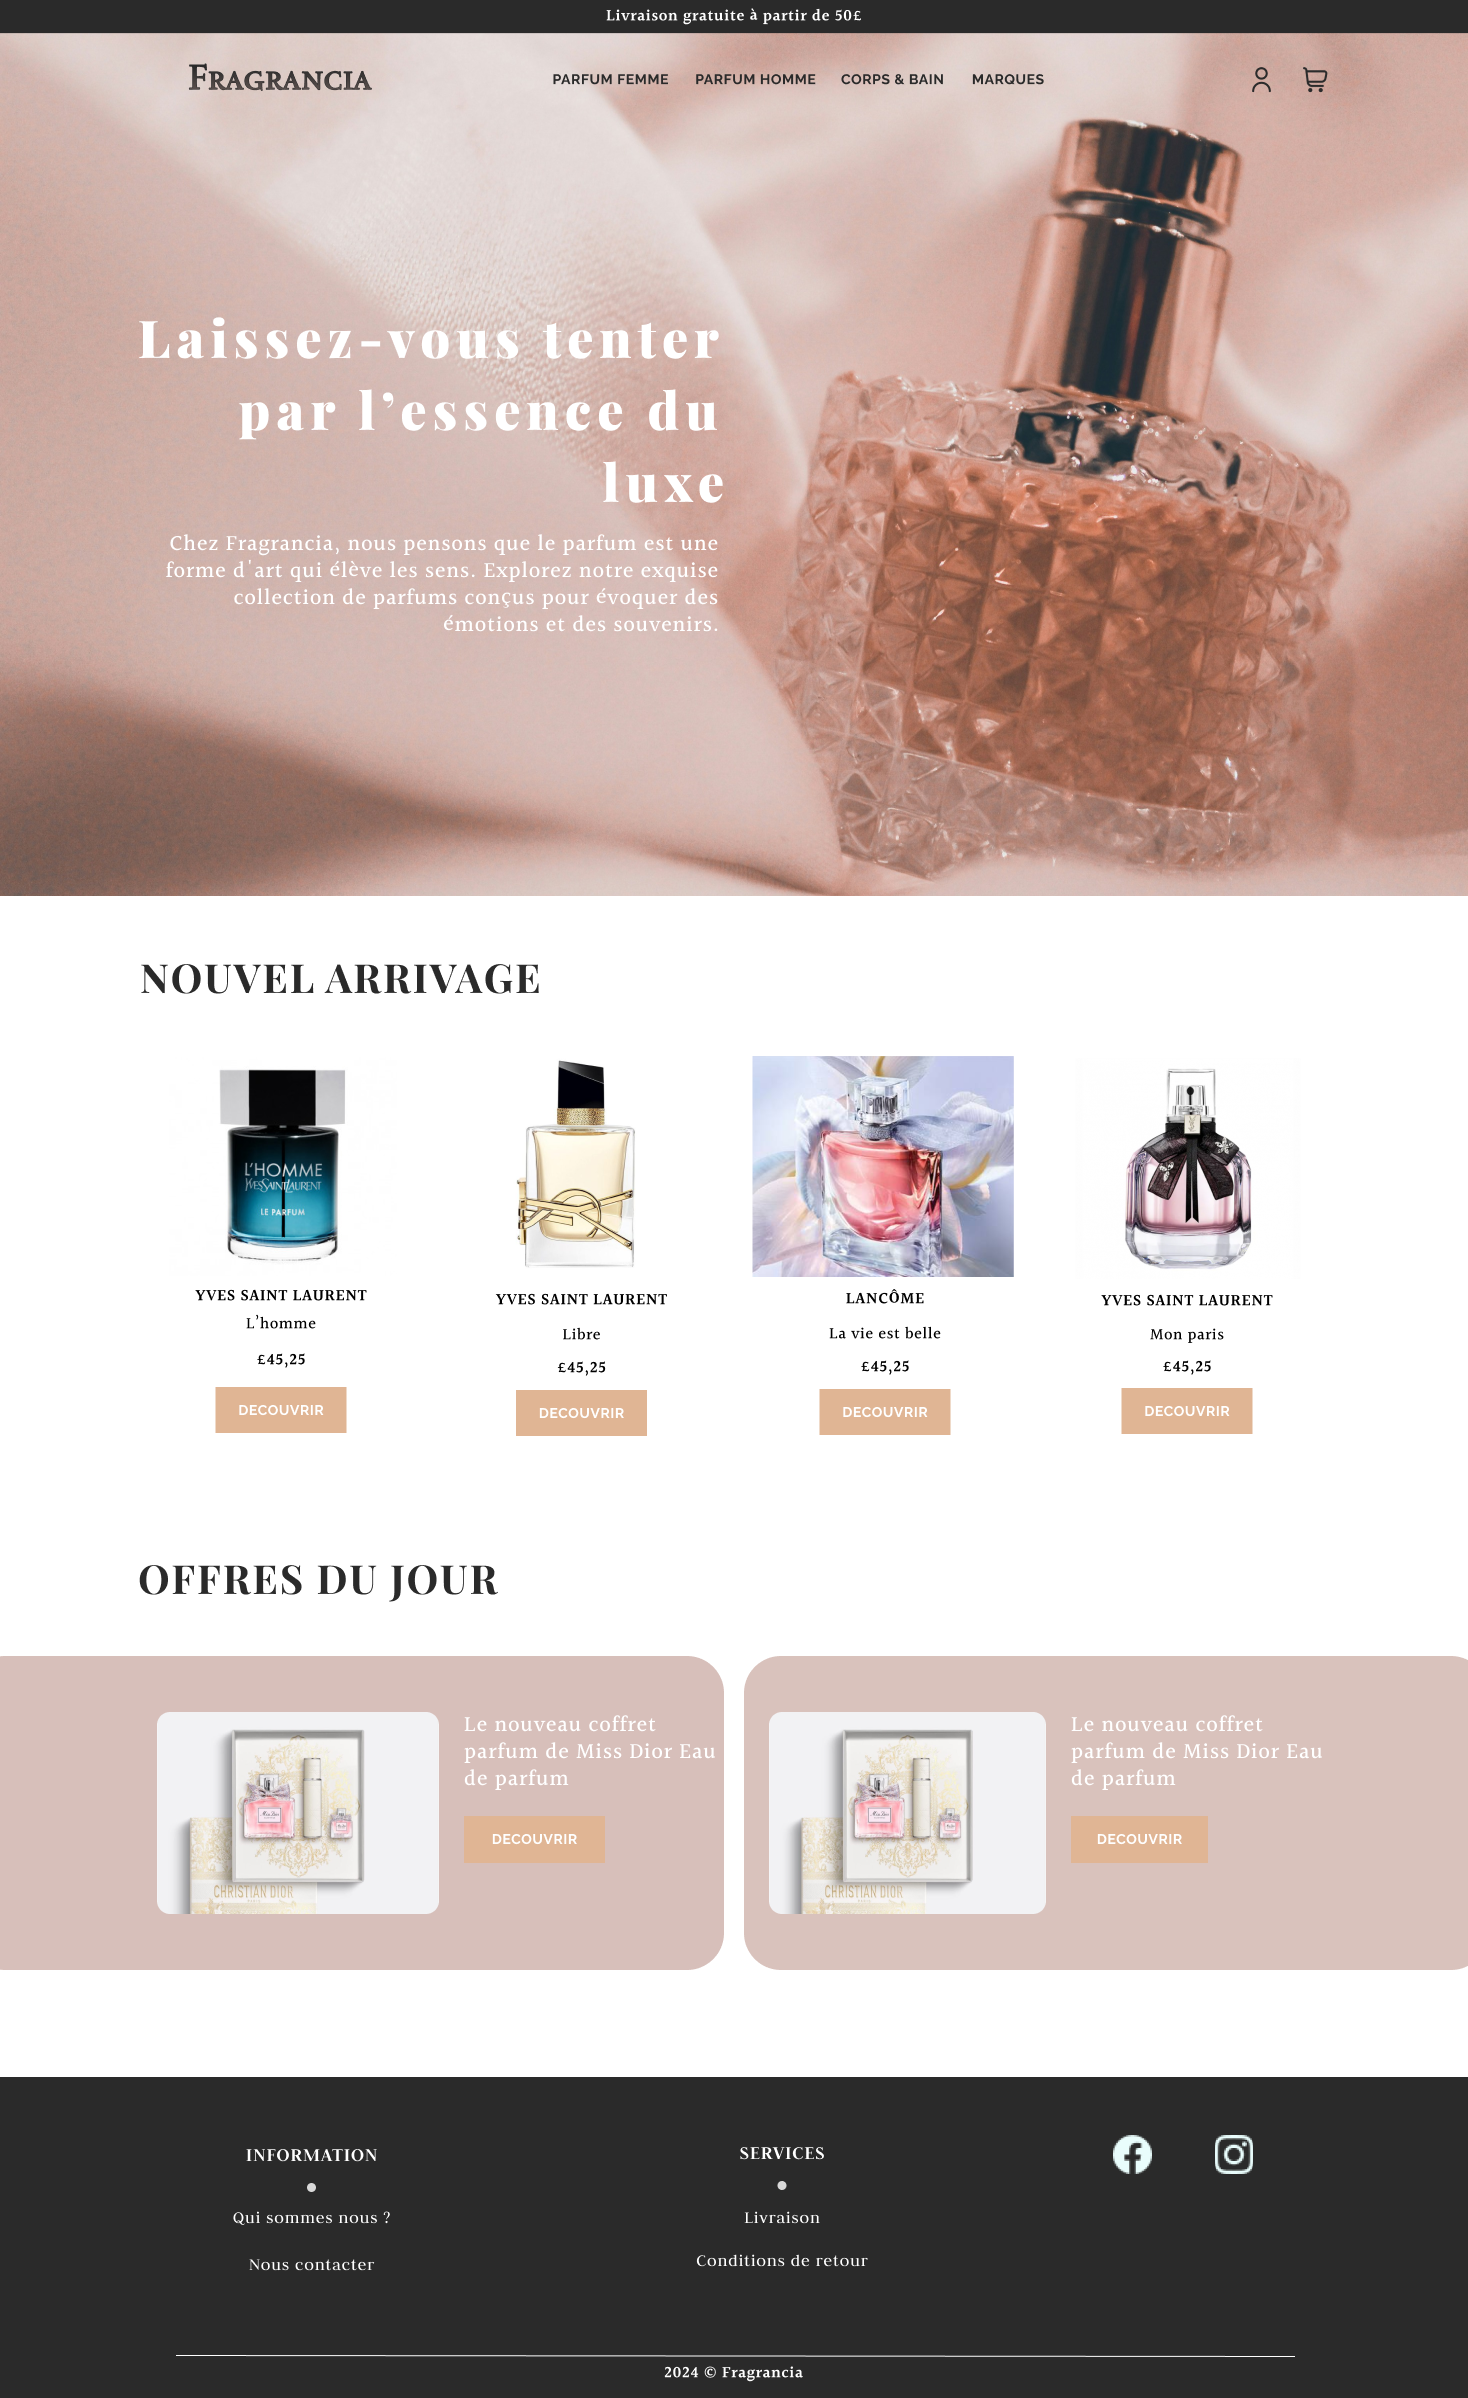 Livraison gratuite à partir de 50£
FRAGRANCIA
PARFUM FEMME PARFUM HOMME CORPS & BAIN MARQUES
Laissez-vous tenter
par l’essence du
luxe
Chez Fragrancia, nous pensons que le parfum est une
forme d'art qui élève les sens. Explorez notre exquise
collection de parfums conçus pour évoquer des
émotions et des souvenirs.
NOUVEL ARRIVAGE
L'HOMME
YVESSAINTLAURENT
LE PARFUM
YVES SAINT LAURENT
L’homme
£45,25
DECOUVRIR
YVES SAINT LAURENT
Libre
£45,25
DECOUVRIR
LANCÔME
La vie est belle
£45,25
DECOUVRIR
YVES SAINT LAURENT
Mon paris
£45,25
DECOUVRIR
OFFRES DU JOUR
Miss Dior
CHRISTIAN DIOR
PARIS
Le nouveau coffret
parfum de Miss Dior Eau
de parfum
DECOUVRIR
Miss Dior
CHRISTIAN DIOR
PARIS
Le nouveau coffret
parfum de Miss Dior Eau
de parfum
DECOUVRIR
INFORMATION
Qui sommes nous ?
Nous contacter
SERVICES
Livraison
Conditions de retour
2024 © Fragrancia